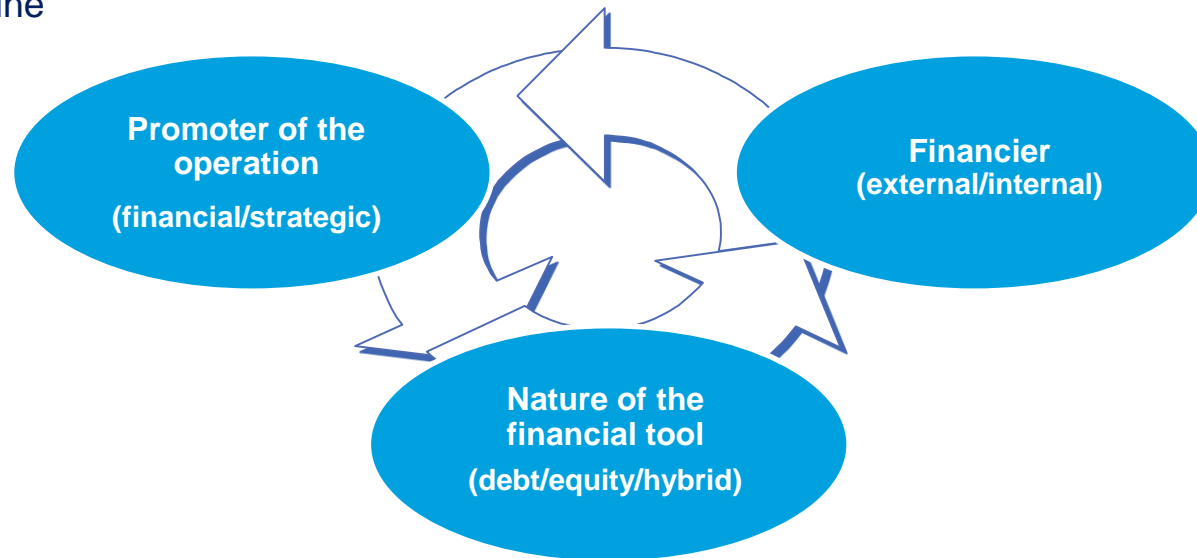 Promoter of the
operation
(financial/strategic)
Financier
(external/internal)
Nature of the
financial tool
(debt/equity/hybrid)